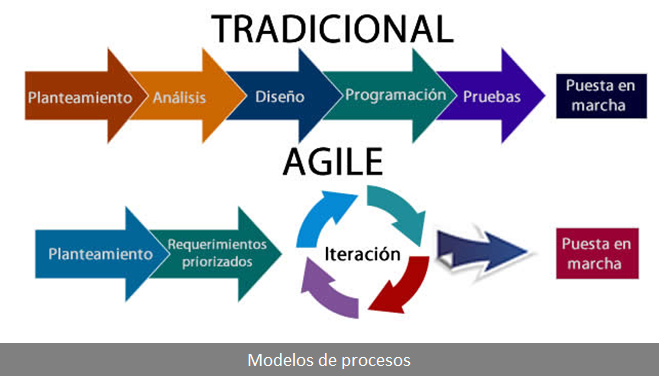 TRADICIONAL
Planteamiento
Análisis
Diseño
Programación
Pruebas
Puesta en
marcha
AGILE
Planteamiento
Requerimientos
priorizados
Iteración
Puesta en
marcha
Modelos de procesos